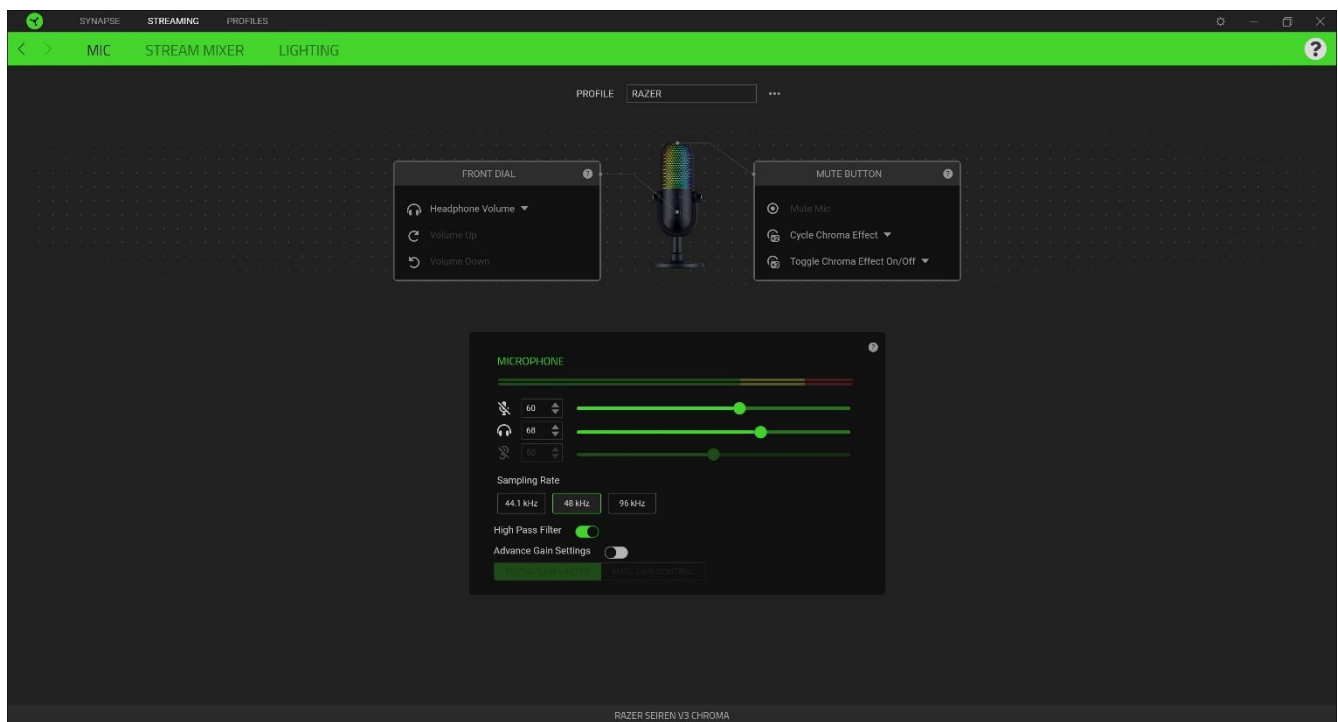 SYNAPSE STREAMING PROFILES
MIC STREAM MIXER LIGHTING ?
PROFILE RAZER •••
FRONT DIAL ?
Headphone Volume
Volume Up
Volume Down
MUTE BUTTON ?
Mute Mic
Cycle Chroma Effect
Toggle Chroma Effect On/Off
?
MICROPHONE
60
68
Sampling Rate
44.1 kHz 48 kHz 96 kHz
High Pass Filter
Advance Gain Settings
AUTO GAIN CONTROL
RAZER SEIREN V3 CHROMA